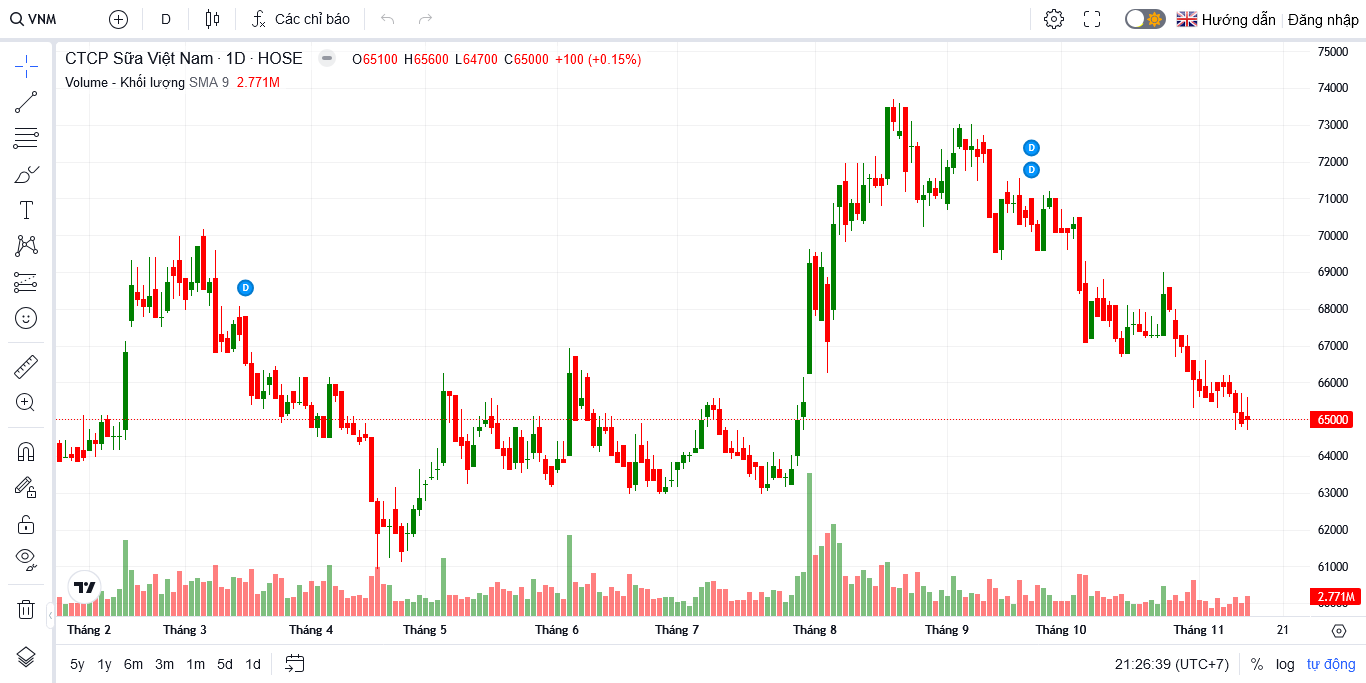 VNM D Các chỉ báo Hướng dẫn Đăng nhập
CTCP Sữa Việt Nam · 1D · HOSE O65100 H65600 L64700 C65000 +100 (+0.15%)
Volume - Khối lượng SMA 9 2.771M
75000
74000
73000
72000
71000
70000
69000
68000
67000
66000
65000
64000
63000
62000
61000
2.771M
D
D
D
Tháng 2 Tháng 3 Tháng 4 Tháng 5 Tháng 6 Tháng 7 Tháng 8 Tháng 9 Tháng 10 Tháng 11 21
5y 1y 6m 3m 1m 5d 1d 21:26:39 (UTC+7) % log tự động